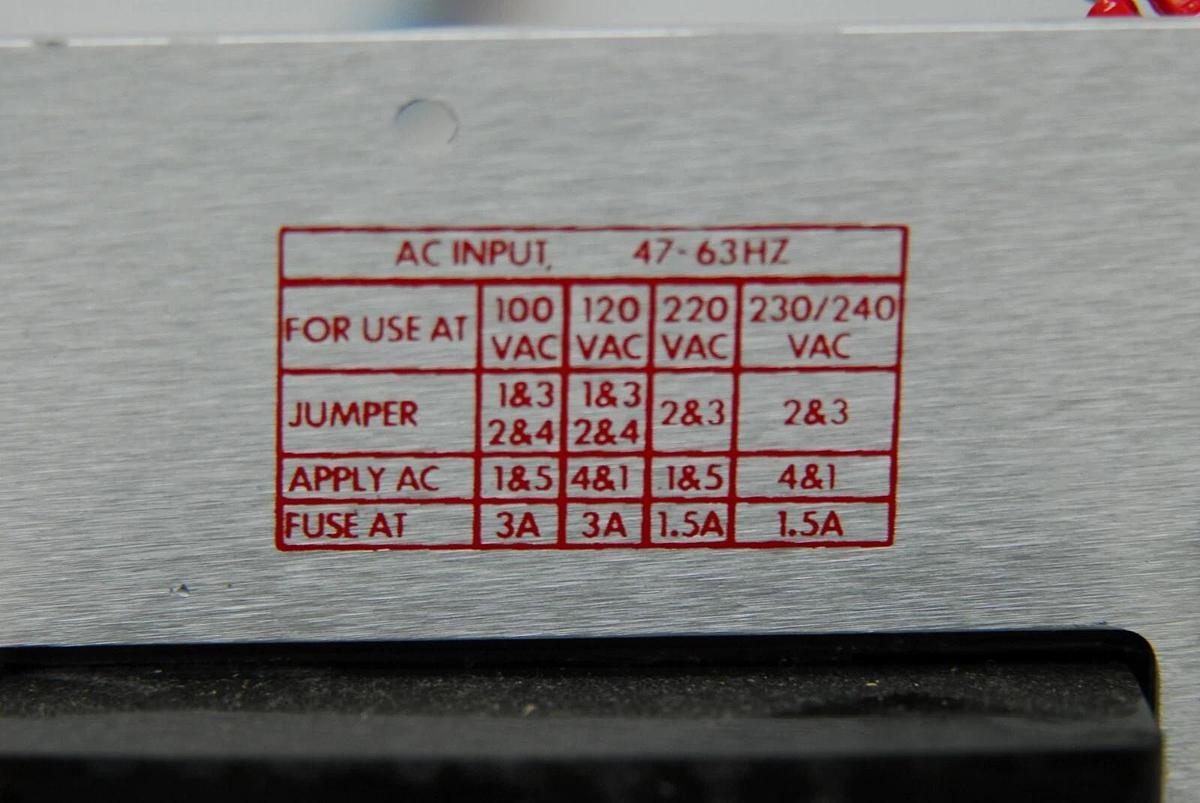 AC INPUT, 47-63HZ
FOR USE AT 100 VAC 120 VAC 220 VAC 230/240 VAC
JUMPER 1&3 2&4 1&3 2&4 2&3 2&3
APPLY AC 1&5 4&1 1&5 4&1
FUSE AT 3A 3A 1.5A 1.5A